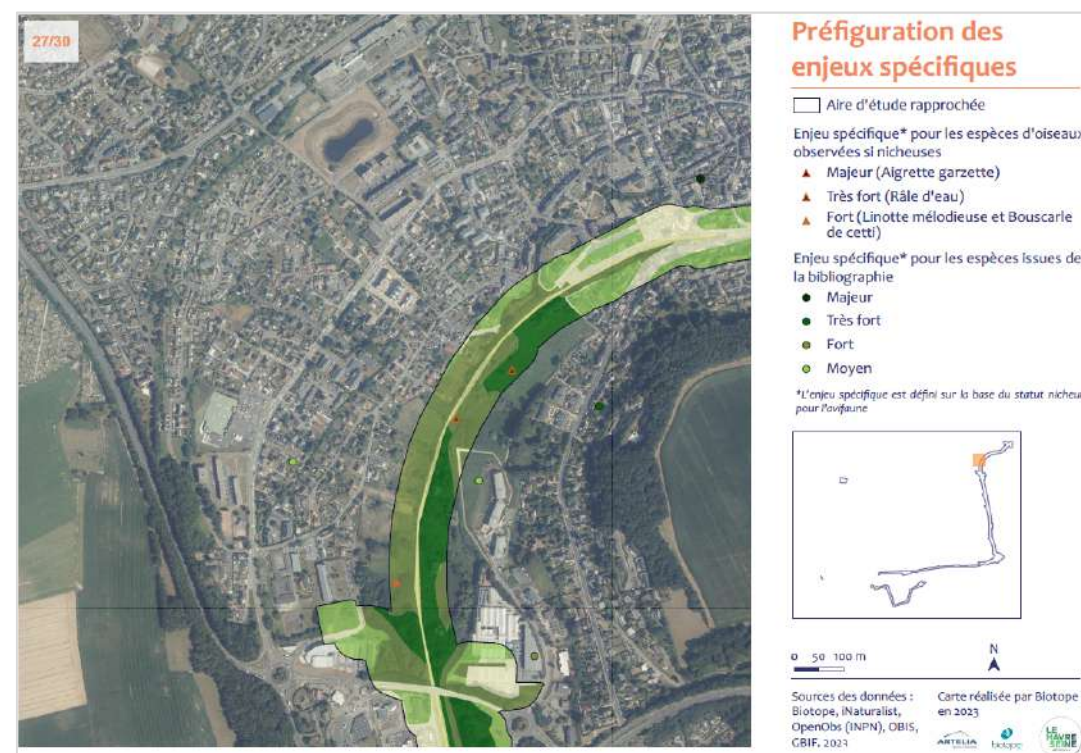 27/30
Préfiguration des
enjeux spécifiques
Aire d'étude rapprochée
Enjeu spécifique* pour les espèces d'oiseaux
observées si nicheuses
Majeur (Aigrette garzette)
Très fort (Râle d'eau)
Fort (Linotte mélodieuse et Bouscarle
de cetti)
Enjeu spécifique* pour les espèces issues de
la bibliographie
Majeur
Très fort
Fort
Moyen
*L'enjeu spécifique est défini sur la base du statut nicheur
pour l'avifaune
0 50 100 m
N
Sources des données :
Biotope, iNaturalist,
OpenObs (INPN), OBIS,
GBIF, 2023
Carte réalisée par Biotope
en 2023
ARTELIA
biotope
LE HAVRE
SEINE